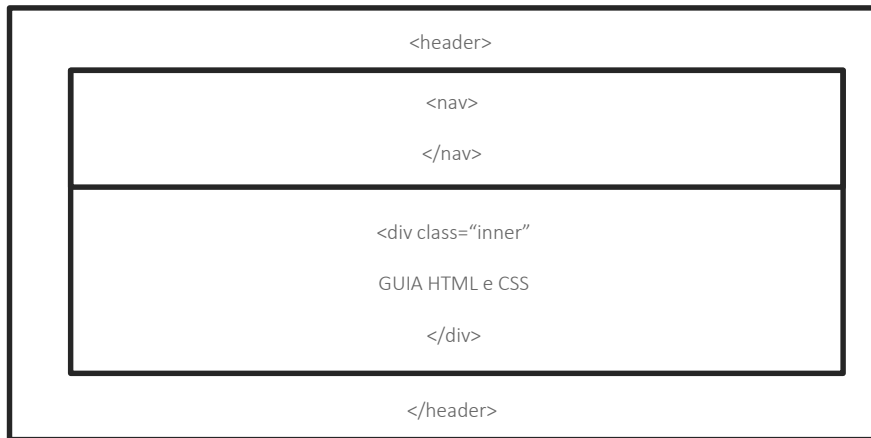 <header>
<nav>
</nav>
<div class=“inner”
GUIA HTML e CSS
</div>
</header>